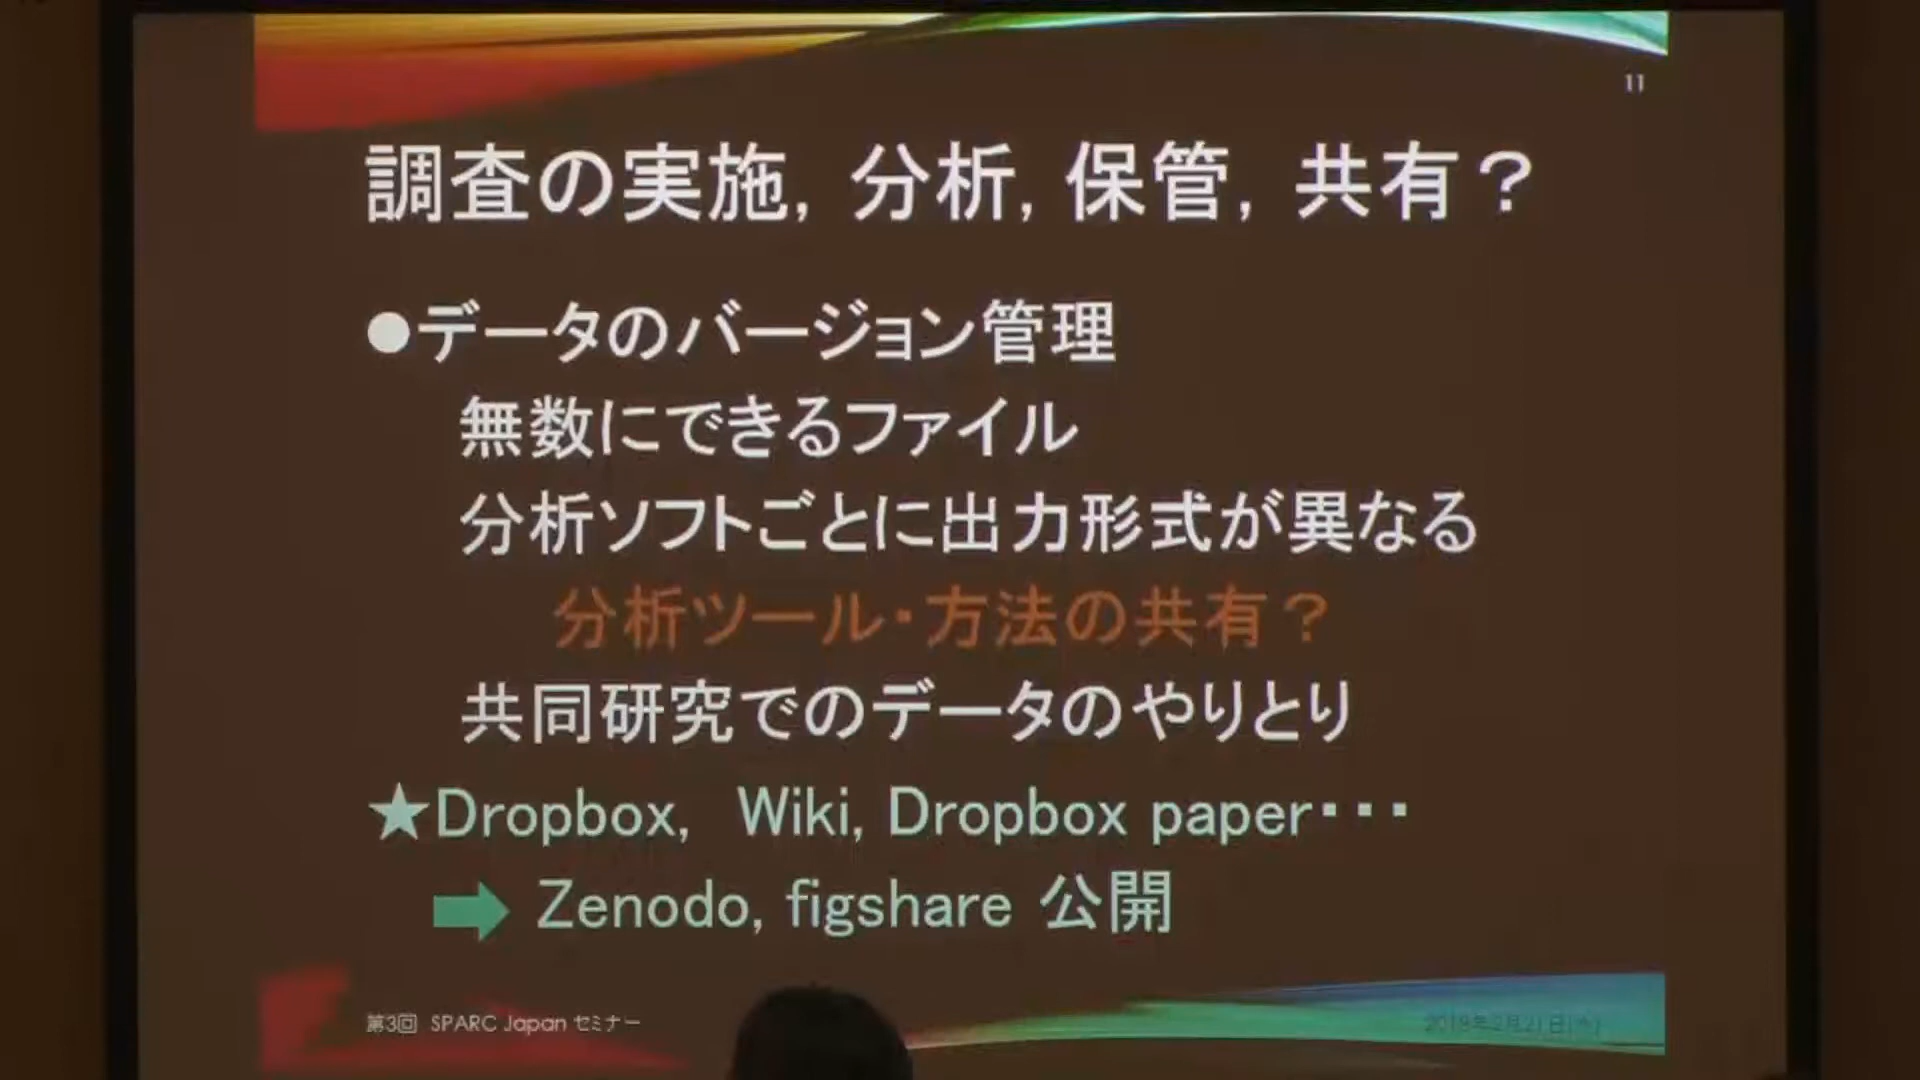 11
調査の実施, 分析, 保管, 共有？
●データのバージョン管理
無数にできるファイル
分析ソフトごとに出力形式が異なる
分析ツール・方法の共有？
共同研究でのデータのやりとり
★Dropbox, Wiki, Dropbox paper・・・
➡ Zenodo, figshare 公開
第3回 SPARC Japan セミナー